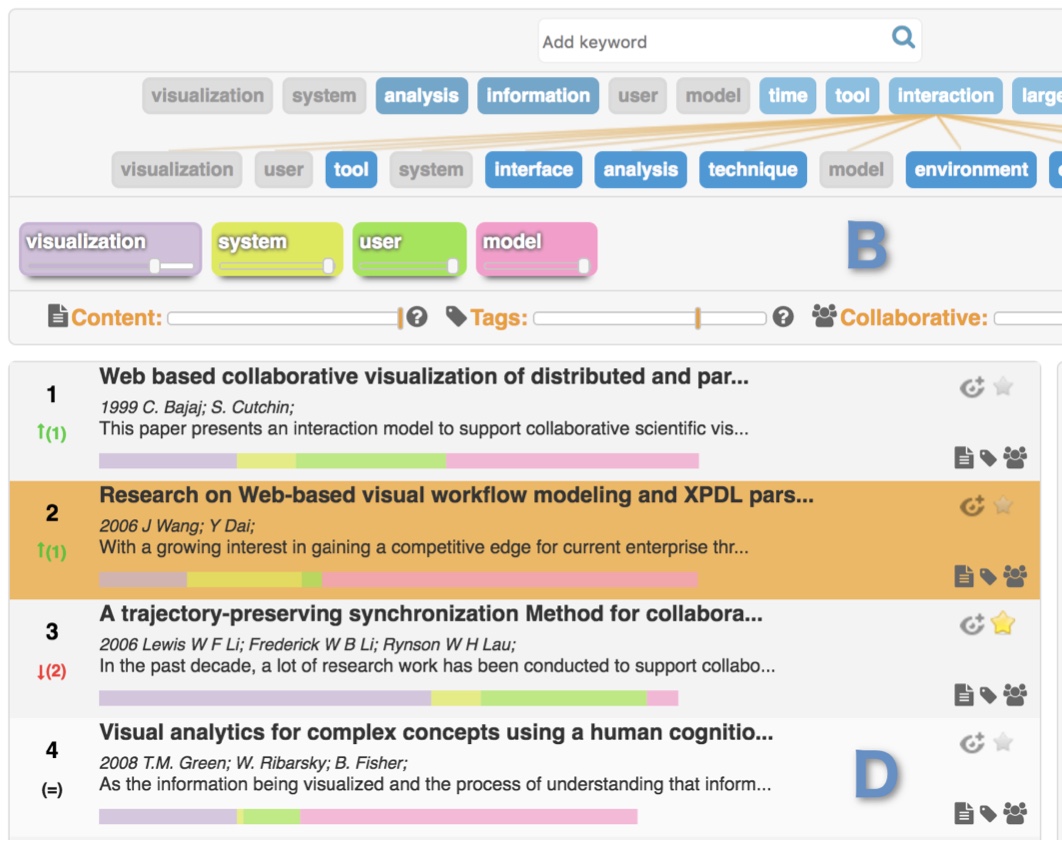 Add keyword
visualization system analysis information user model time tool interaction large
visualization user tool system interface analysis technique model environment
B
visualization system user model
Content: ? Tags: ? Collaborative:
Web based collaborative visualization of distributed and par...
1
1999 C. Bajaj; S. Cutchin;
↑(1)
This paper presents an interaction model to support collaborative scientific vis...
Research on Web-based visual workflow modeling and XPDL pars...
2
2006 J Wang; Y Dai;
↑(1)
With a growing interest in gaining a competitive edge for current enterprise thr...
A trajectory-preserving synchronization Method for collabora...
3
2006 Lewis W F Li; Frederick W B Li; Rynson W H Lau;
↓(2)
In the past decade, a lot of research work has been conducted to support collabo...
Visual analytics for complex concepts using a human cognitio...
4
2008 T.M. Green; W. Ribarsky; B. Fisher;
(=)
As the information being visualized and the process of understanding that inform...
D